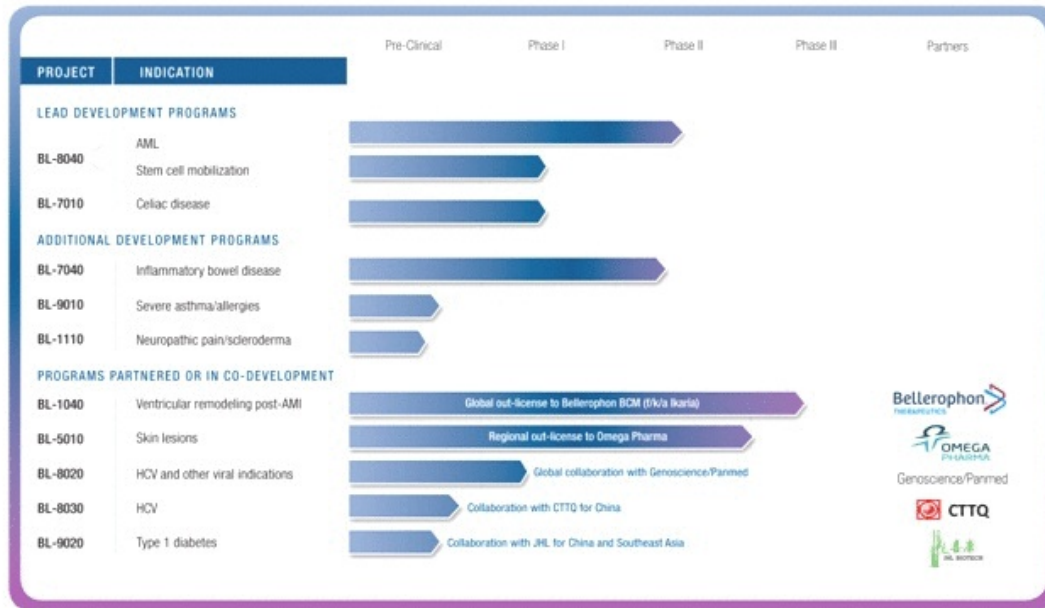 Pre-Clinical Phase I Phase II Phase III Partners
PROJECT INDICATION
LEAD DEVELOPMENT PROGRAMS
BL-8040 AML
Stem cell mobilization
BL-7010 Celiac disease
ADDITIONAL DEVELOPMENT PROGRAMS
BL-7040 Inflammatory bowel disease
BL-9010 Severe asthma/allergies
BL-1110 Neuropathic pain/scleroderma
PROGRAMS PARTNERED OR IN CO-DEVELOPMENT
BL-1040 Ventricular remodeling post-AMI Global out-license to Bellerophon BCM (f/k/a Ikaria) Bellerophon
THERAPEUTICS
BL-5010 Skin lesions Regional out-license to Omega Pharma OMEGA
PHARMA
BL-8020 HCV and other viral indications Global collaboration with Genoscience/Panmed Genoscience/Panmed
BL-8030 HCV Collaboration with CTTQ for China CTTQ
BL-9020 Type 1 diabetes Collaboration with JHL for China and Southeast Asia
JHL BIOTECH